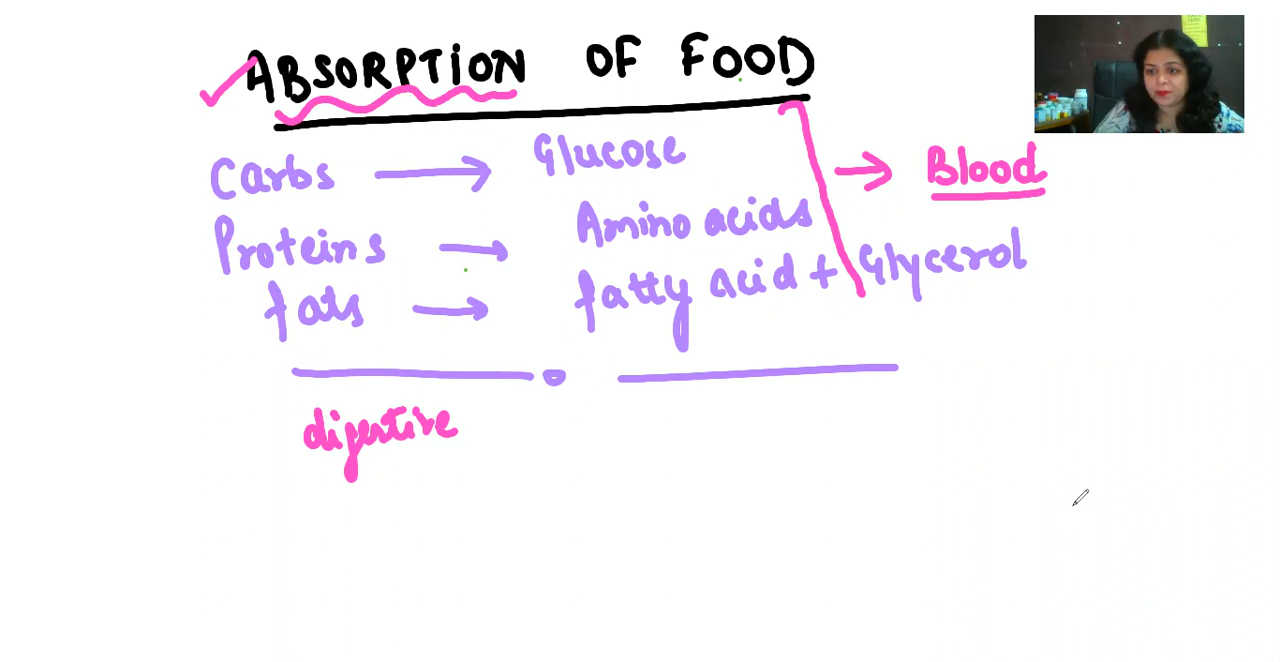 ABSORPTION OF FOOD
Carbs → Glucose
Proteins → Amino acids
fats → fatty acid + Glycerol
→ Blood
digestive